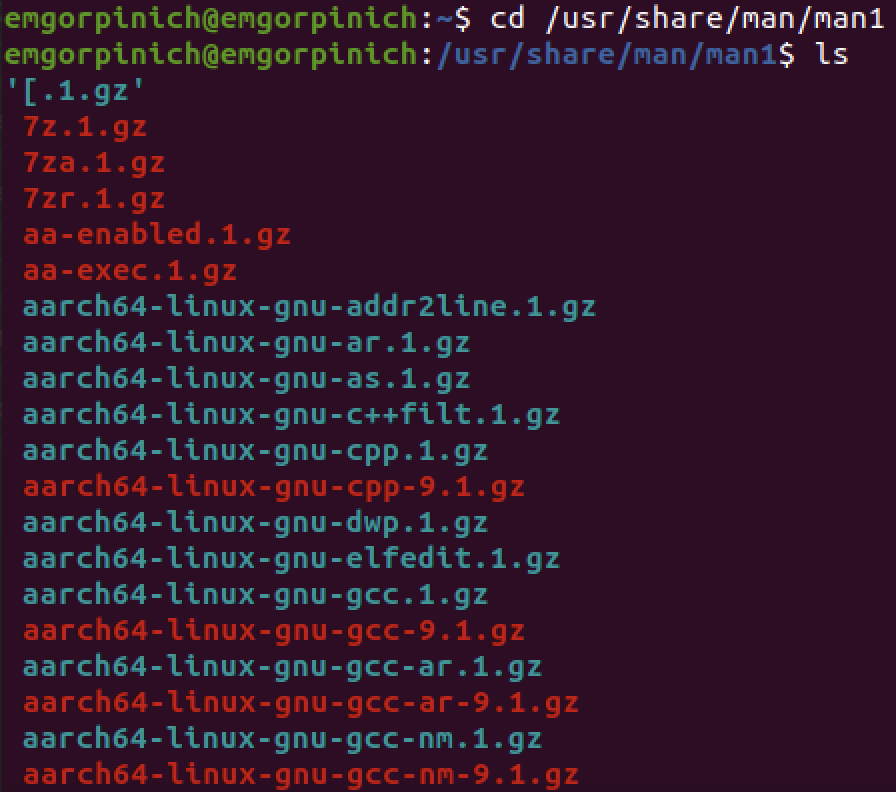 emgorpinich@emgorpinich:~$ cd /usr/share/man/man1
emgorpinich@emgorpinich:/usr/share/man/man1$ ls
'[.1.gz'
7z.1.gz
7za.1.gz
7zr.1.gz
aa-enabled.1.gz
aa-exec.1.gz
aarch64-linux-gnu-addr2line.1.gz
aarch64-linux-gnu-ar.1.gz
aarch64-linux-gnu-as.1.gz
aarch64-linux-gnu-c++filt.1.gz
aarch64-linux-gnu-cpp.1.gz
aarch64-linux-gnu-cpp-9.1.gz
aarch64-linux-gnu-dwp.1.gz
aarch64-linux-gnu-elfedit.1.gz
aarch64-linux-gnu-gcc.1.gz
aarch64-linux-gnu-gcc-9.1.gz
aarch64-linux-gnu-gcc-ar.1.gz
aarch64-linux-gnu-gcc-ar-9.1.gz
aarch64-linux-gnu-gcc-nm.1.gz
aarch64-linux-gnu-gcc-nm-9.1.gz